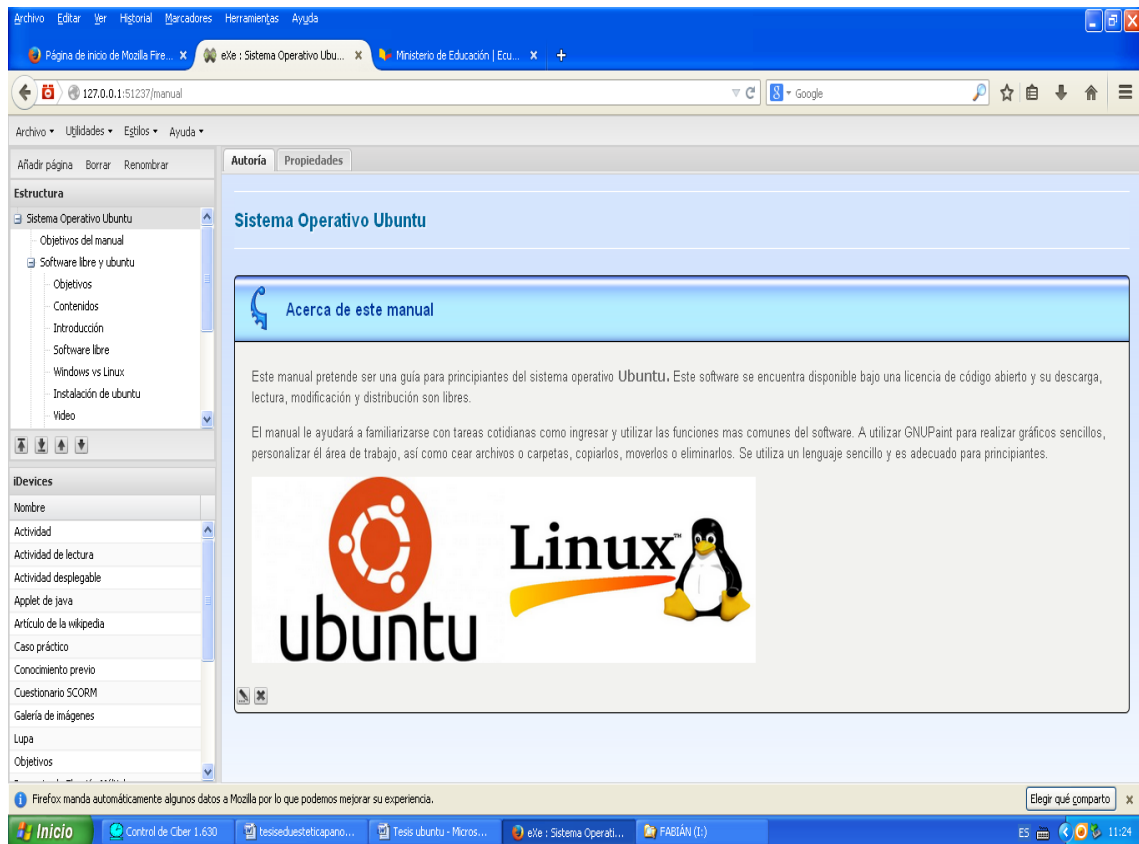 Archivo Editar Ver Historial Marcadores Herramientas Ayuda
Página de inicio de Mozilla Fire... eXe : Sistema Operativo Ubu... Ministerio de Educación | Ecu...
127.0.0.1:51237/manual
Google
Archivo Utilidades Estilos Ayuda
Añadir página Borrar Renombrar
Autoría Propiedades
Estructura
Sistema Operativo Ubuntu
Objetivos del manual
Software libre y ubuntu
Objetivos
Contenidos
Introducción
Software libre
Windows vs Linux
Instalación de ubuntu
Video
iDevices
Nombre
Actividad
Actividad de lectura
Actividad desplegable
Applet de java
Artículo de la wikipedia
Caso práctico
Conocimiento previo
Cuestionario SCORM
Galería de imágenes
Lupa
Objetivos
Sistema Operativo Ubuntu
Acerca de este manual
Este manual pretende ser una guía para principiantes del sistema operativo Ubuntu. Este software se encuentra disponible bajo una licencia de código abierto y su descarga,
lectura, modificación y distribución son libres.
El manual le ayudará a familiarizarse con tareas cotidianas como ingresar y utilizar las funciones mas comunes del software. A utilizar GNUPaint para realizar gráficos sencillos,
personalizar él área de trabajo, así como cear archivos o carpetas, copiarlos, moverlos o eliminarlos. Se utiliza un lenguaje sencillo y es adecuado para principiantes.
ubuntu
Linux™
Firefox manda automáticamente algunos datos a Mozilla por lo que podemos mejorar su experiencia.
Elegir qué comparto
Inicio Control de Ciber 1.630 tesiseduesteticapano... Tesis ubuntu - Micros... eXe : Sistema Operati... FABIÁN (I:) ES 11:24